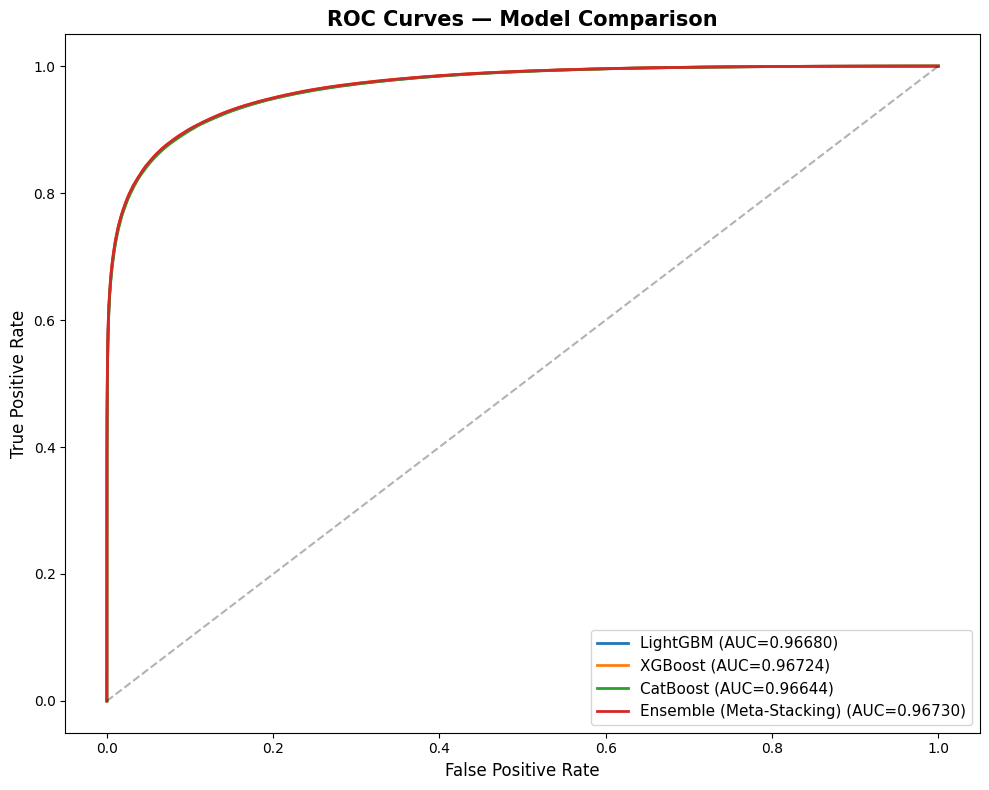 ROC Curves — Model Comparison
True Positive Rate
1.0
0.8
0.6
0.4
0.2
0.0
0.0 0.2 0.4 0.6 0.8 1.0
False Positive Rate
LightGBM (AUC=0.96680)
XGBoost (AUC=0.96724)
CatBoost (AUC=0.96644)
Ensemble (Meta-Stacking) (AUC=0.96730)